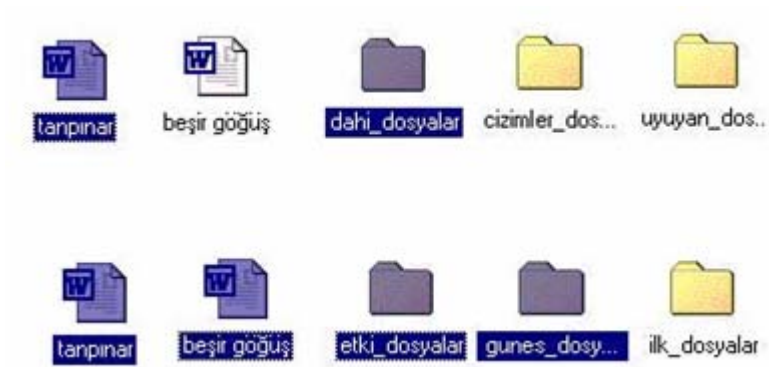 tanpınar beşir göğüş dahi_dosyalar cizimler_dos... uyuyan_dos..
tanpınar beşir göğüş etki_dosyalar gunes_dosy... ilk_dosyalar